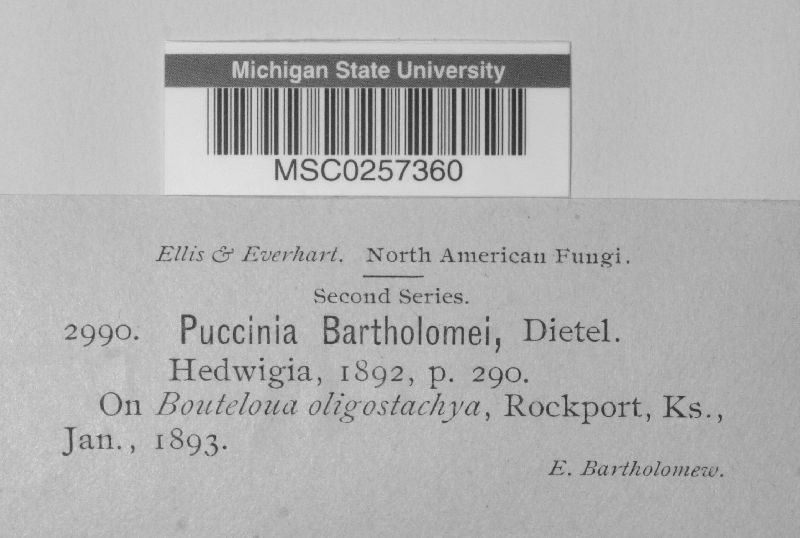 Michigan State University
MSC0257360
Ellis & Everhart. North American Fungi.
Second Series.
2990. Puccinia Bartholomei, Dietel.
Hedwigia, 1892, p. 290.
On Bouteloua oligostachya, Rockport, Ks.,
Jan., 1893.
E. Bartholomew.